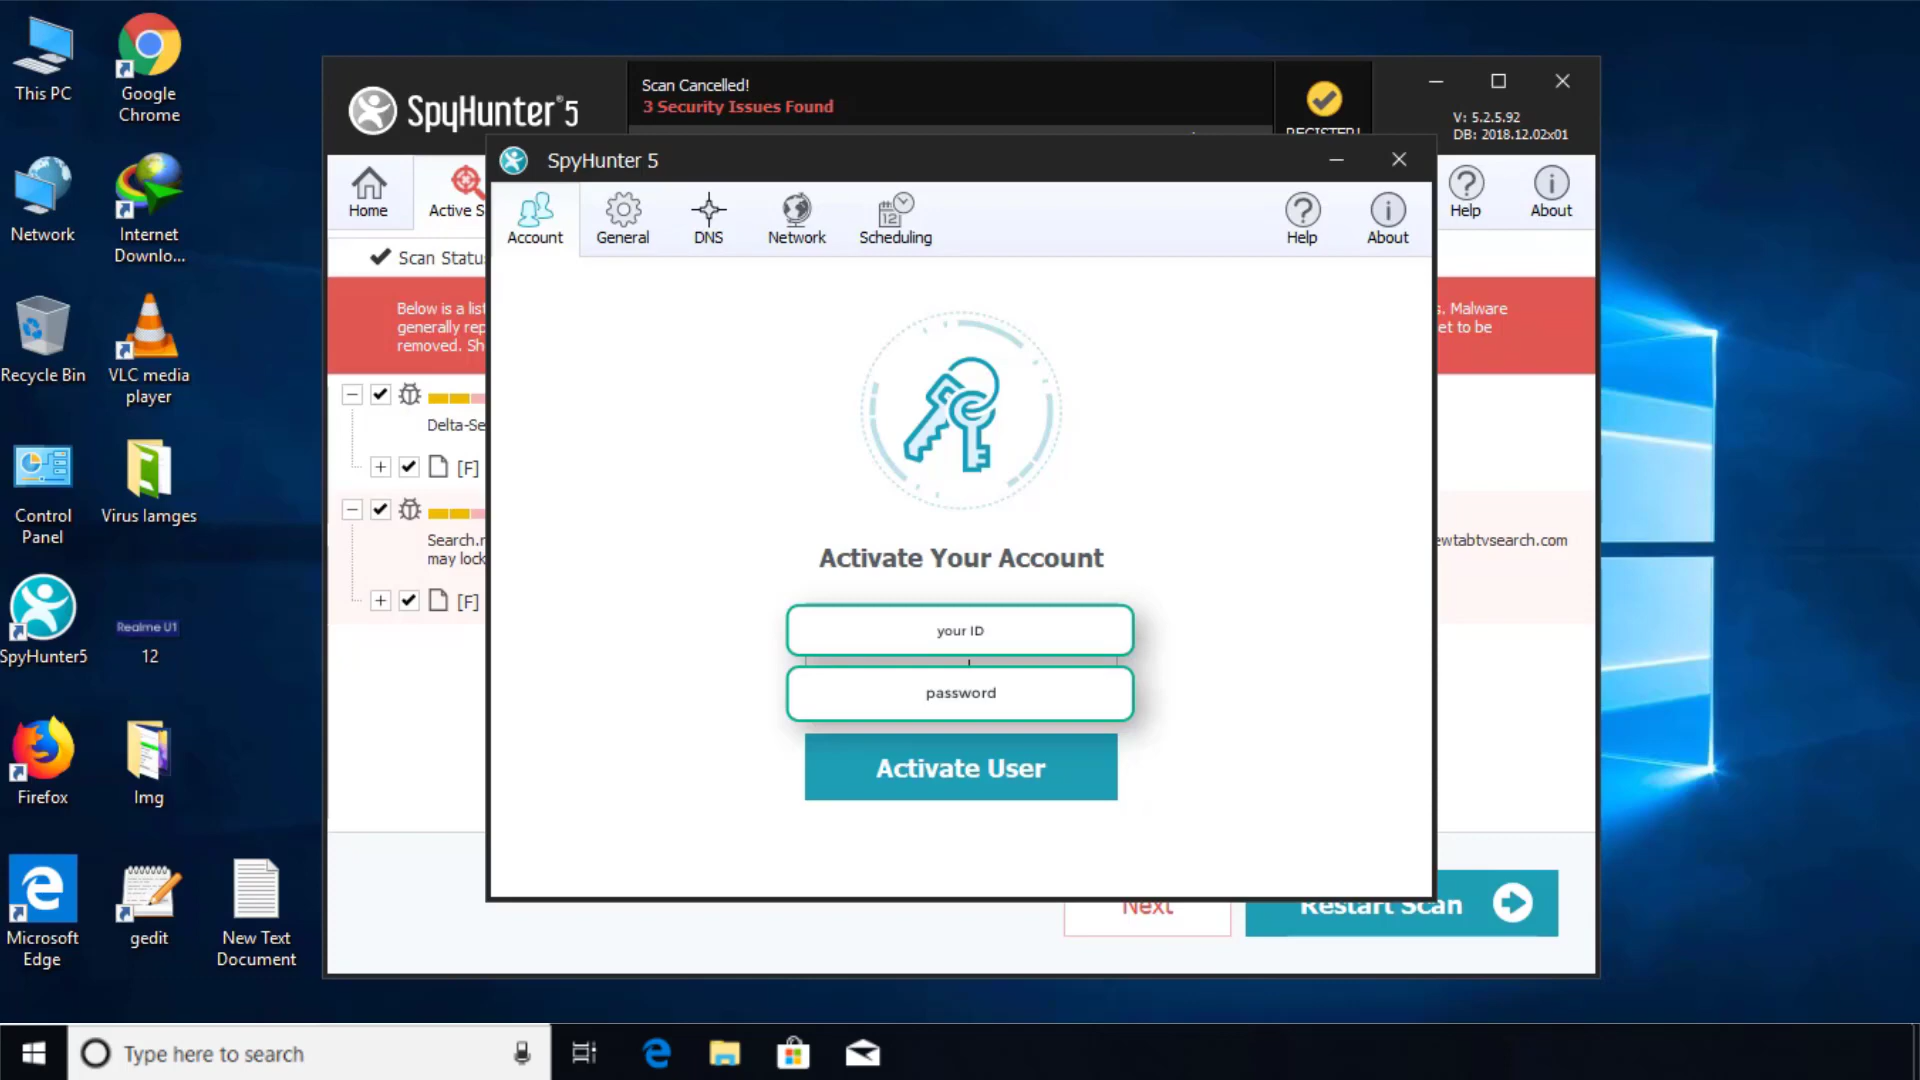 This PC
Google
Chrome
Network
Internet
Downlo...
Recycle Bin
VLC media
player
Control
Panel
Virus Iamges
SpyHunter5
Realme U1
12
Firefox
Img
Microsoft
Edge
gedit
New Text
Document
SpyHunter®5
Scan Cancelled!
3 Security Issues Found
REGISTER!
V: 5.2.5.92
DB: 2018.12.02x01
Home
Active S
Help
About
Scan Statu
Below is a list
generally rep
removed. Sh
s. Malware
et to be
Delta-Se
[F]
Search.r
may lock
ewtabtvsearch.com
[F]
Next
Restart Scan
SpyHunter 5
Account
General
DNS
Network
12
Scheduling
Help
About
Activate Your Account
your ID
password
Activate User
Type here to search